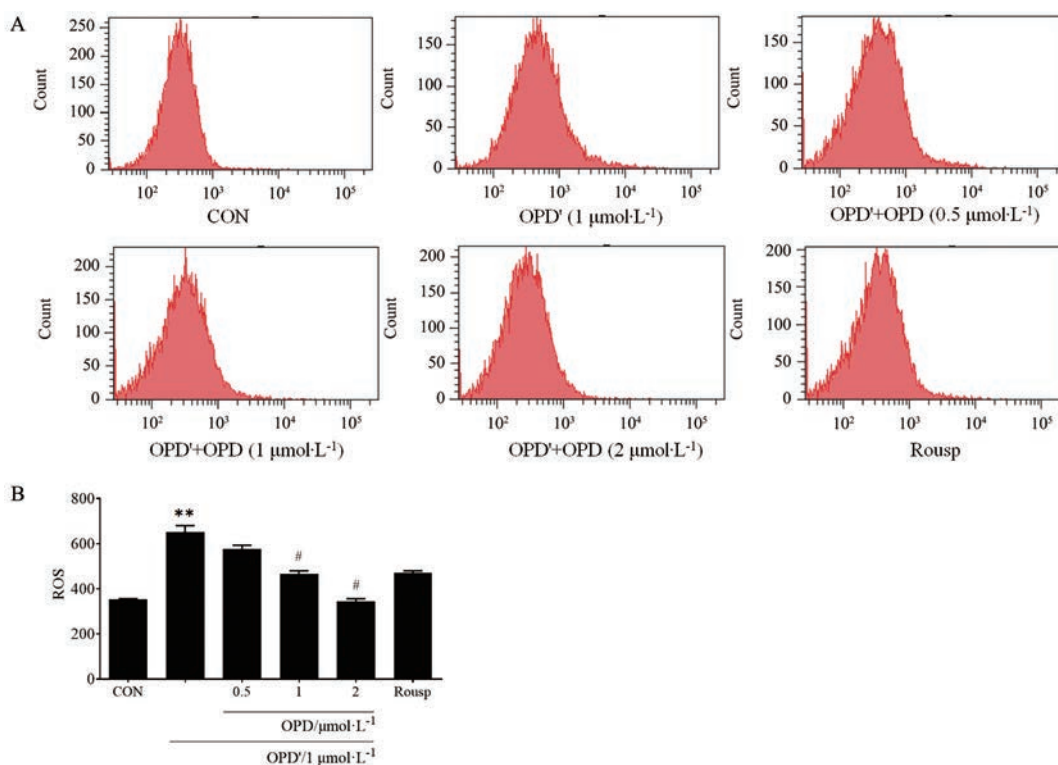 A
Count
250
200
150
100
50
0
10² 10³ 10⁴ 10⁵
CON
Count
150
100
50
0
10² 10³ 10⁴ 10⁵
OPD' (1 μmol·L⁻¹)
Count
150
100
50
0
10² 10³ 10⁴ 10⁵
OPD'+OPD (0.5 μmol·L⁻¹)
Count
200
150
100
50
0
10² 10³ 10⁴ 10⁵
OPD'+OPD (1 μmol·L⁻¹)
Count
200
150
100
50
0
10² 10³ 10⁴ 10⁵
OPD'+OPD (2 μmol·L⁻¹)
Count
200
150
100
50
0
10² 10³ 10⁴ 10⁵
Rousp
B
ROS
800
600
400
200
0
**
#
#
CON 0.5 1 2 Rousp
OPD/μmol·L⁻¹
OPD'/1 μmol·L⁻¹